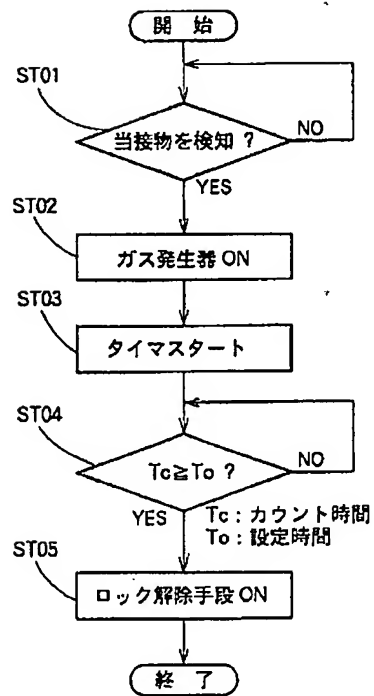 開 始
ST01
当接物を検知 ?
NO
YES
ST02
ガス発生器 ON
ST03
タイマスタート
ST04
Tc≧To ?
NO
YES
Tc : カウント時間
To : 設定時間
ST05
ロック解除手段 ON
終 了